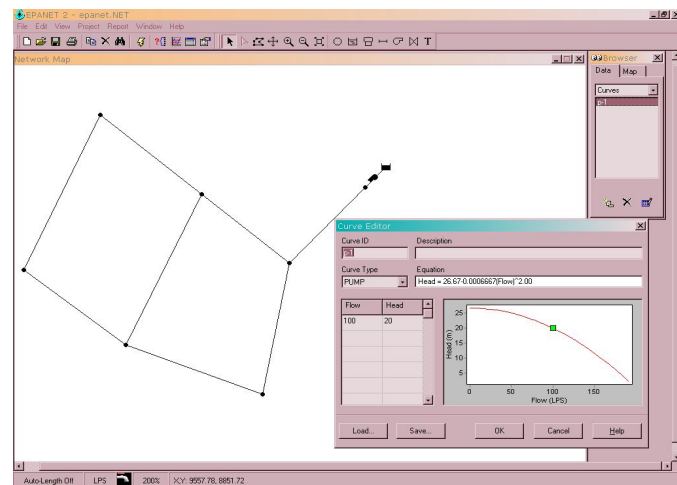 EPANET 2 - epanet.NET
File Edit View Project Report Window Help
T
Network Map
Browser
Data Map
Curves
p-1
Curve Editor
Curve ID Description
Curve Type Equation
PUMP Head = 26.67-0.0006667(Flow)^2.00
Flow Head
100 20
Head (m)
25
20
15
10
5
0 50 100 150
Flow (LPS)
Load... Save... OK Cancel Help
Auto-Length Off LPS 200% X,Y: 9557.78, 8851.72